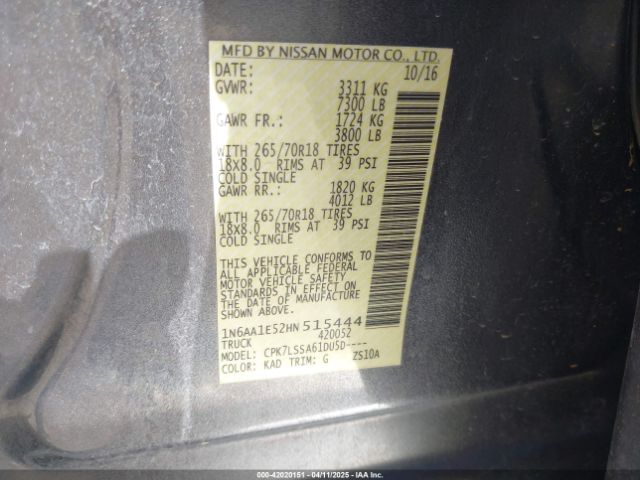 MFD BY NISSAN MOTOR CO., LTD.
DATE: 10/16
GVWR: 3311 KG
7300 LB
GAWR FR.: 1724 KG
3800 LB
WITH 265/70R18 TIRES
18X8.0 RIMS AT 39 PSI
COLD SINGLE
GAWR RR.: 1820 KG
4012 LB
WITH 265/70R18 TIRES
18X8.0 RIMS AT 39 PSI
COLD SINGLE
THIS VEHICLE CONFORMS TO
ALL APPLICABLE FEDERAL
MOTOR VEHICLE SAFETY
STANDARDS IN EFFECT ON
THE DATE OF MANUFACTURE
SHOWN ABOVE.
1N6AA1E52HN 515444
TRUCK 42005Z
MODEL: CPK7LSSA61DU5D----
COLOR: KAD TRIM: G ZS10A
000-42020151 - 04/11/2025 - IAA Inc.